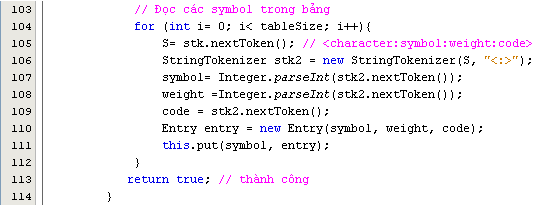 103 // Đọc các symbol trong bảng
104 for (int i= 0; i< tableSize; i++){
105 S= stk.nextToken(); // <character:symbol:weight:code>
106 StringTokenizer stk2 = new StringTokenizer(S, "<:>");
107 symbol= Integer.parseInt(stk2.nextToken());
108 weight =Integer.parseInt(stk2.nextToken());
109 code = stk2.nextToken();
110 Entry entry = new Entry(symbol, weight, code);
111 this.put(symbol, entry);
112 }
113 return true; // thành công
114 }